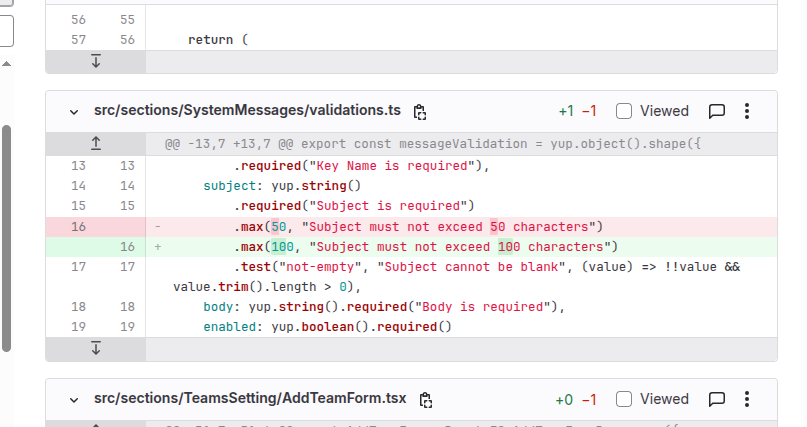 56 55
57 56 return (
src/sections/SystemMessages/validations.ts +1 −1 Viewed
@@ -13,7 +13,7 @@ export const messageValidation = yup.object().shape({
13 13 .required("Key Name is required"),
14 14 subject: yup.string()
15 15 .required("Subject is required")
16 - .max(50, "Subject must not exceed 50 characters")
16 + .max(100, "Subject must not exceed 100 characters")
17 17 .test("not-empty", "Subject cannot be blank", (value) => !!value &&
value.trim().length > 0),
18 18 body: yup.string().required("Body is required"),
19 19 enabled: yup.boolean().required()
src/sections/TeamsSetting/AddTeamForm.tsx +0 −1 Viewed